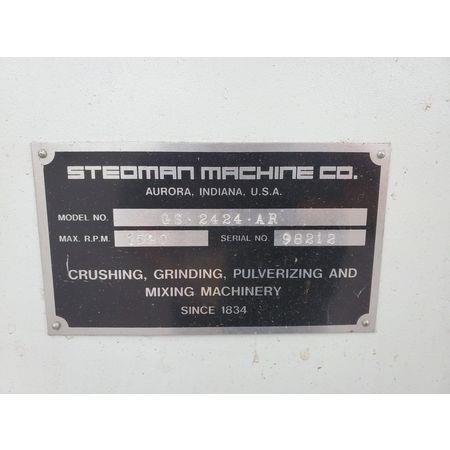 STEDMAN MACHINE CO.
AURORA, INDIANA, U.S.A.
MODEL NO. GS-2424-AR
MAX. R.P.M. SERIAL NO. 98212
CRUSHING, GRINDING, PULVERIZING AND
MIXING MACHINERY
SINCE 1834